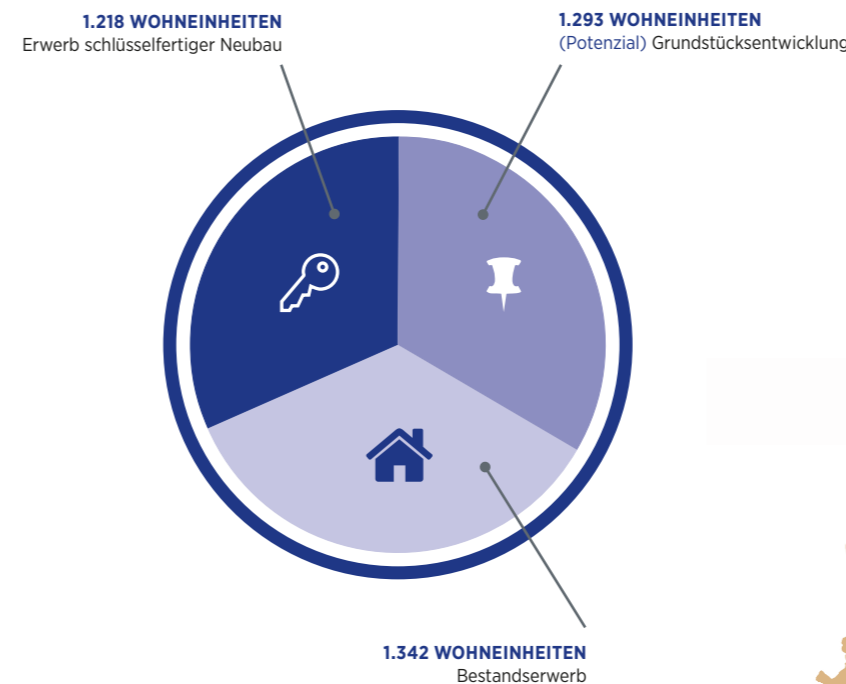 1.218 WOHNEINHEITEN
Erwerb schlüsselfertiger Neubau
1.293 WOHNEINHEITEN
(Potenzial) Grundstücksentwicklung
1.342 WOHNEINHEITEN
Bestandserwerb